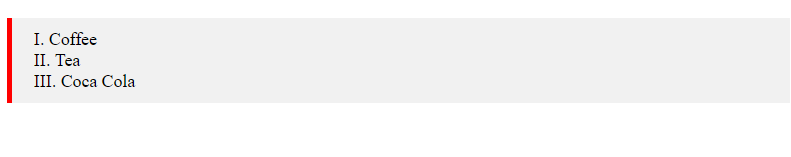 I. Coffee
II. Tea
III. Coca Cola